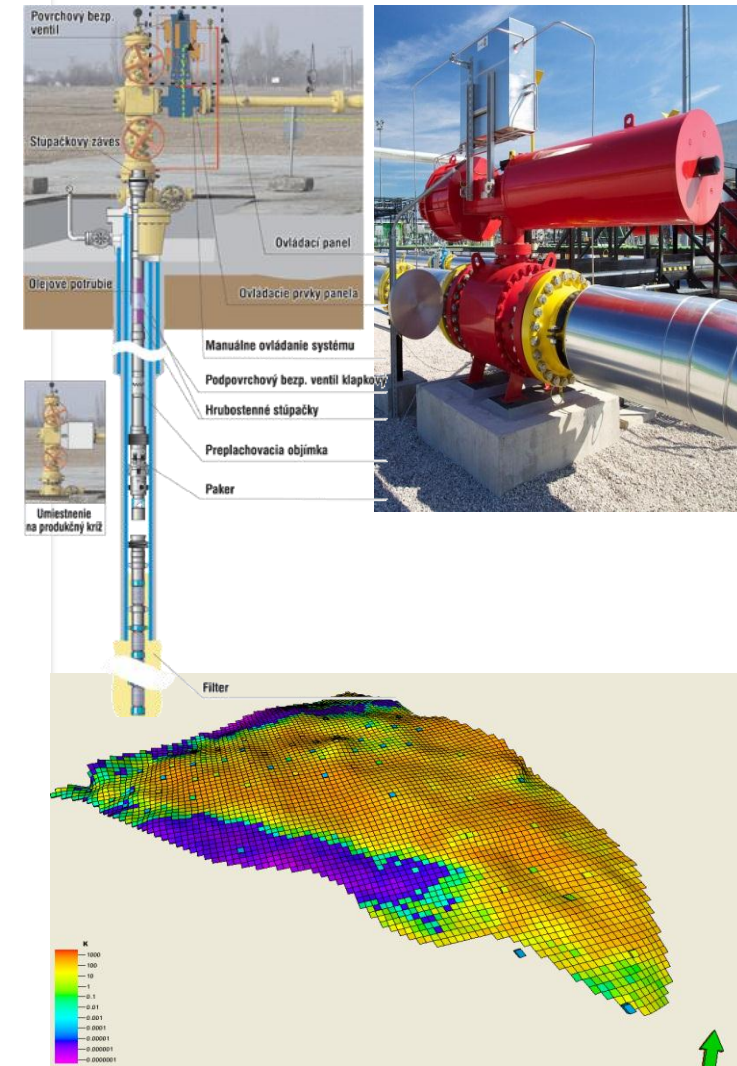 Povrchový bezp.
ventil
Stupačkový záves
Ovládací panel
Olejové potrubie
Ovládacie prvky panela
Manuálne ovládanie systému
Podpovrchový bezp. ventil klapkový
Hrubostenné stúpačky
Preplachovacia objímka
Paker
Umiestnenie
na produkčný kríž
Filter
K
1000
100
10
1
0.1
0.01
0.001
0.0001
0.00001
0.000001
0.0000001